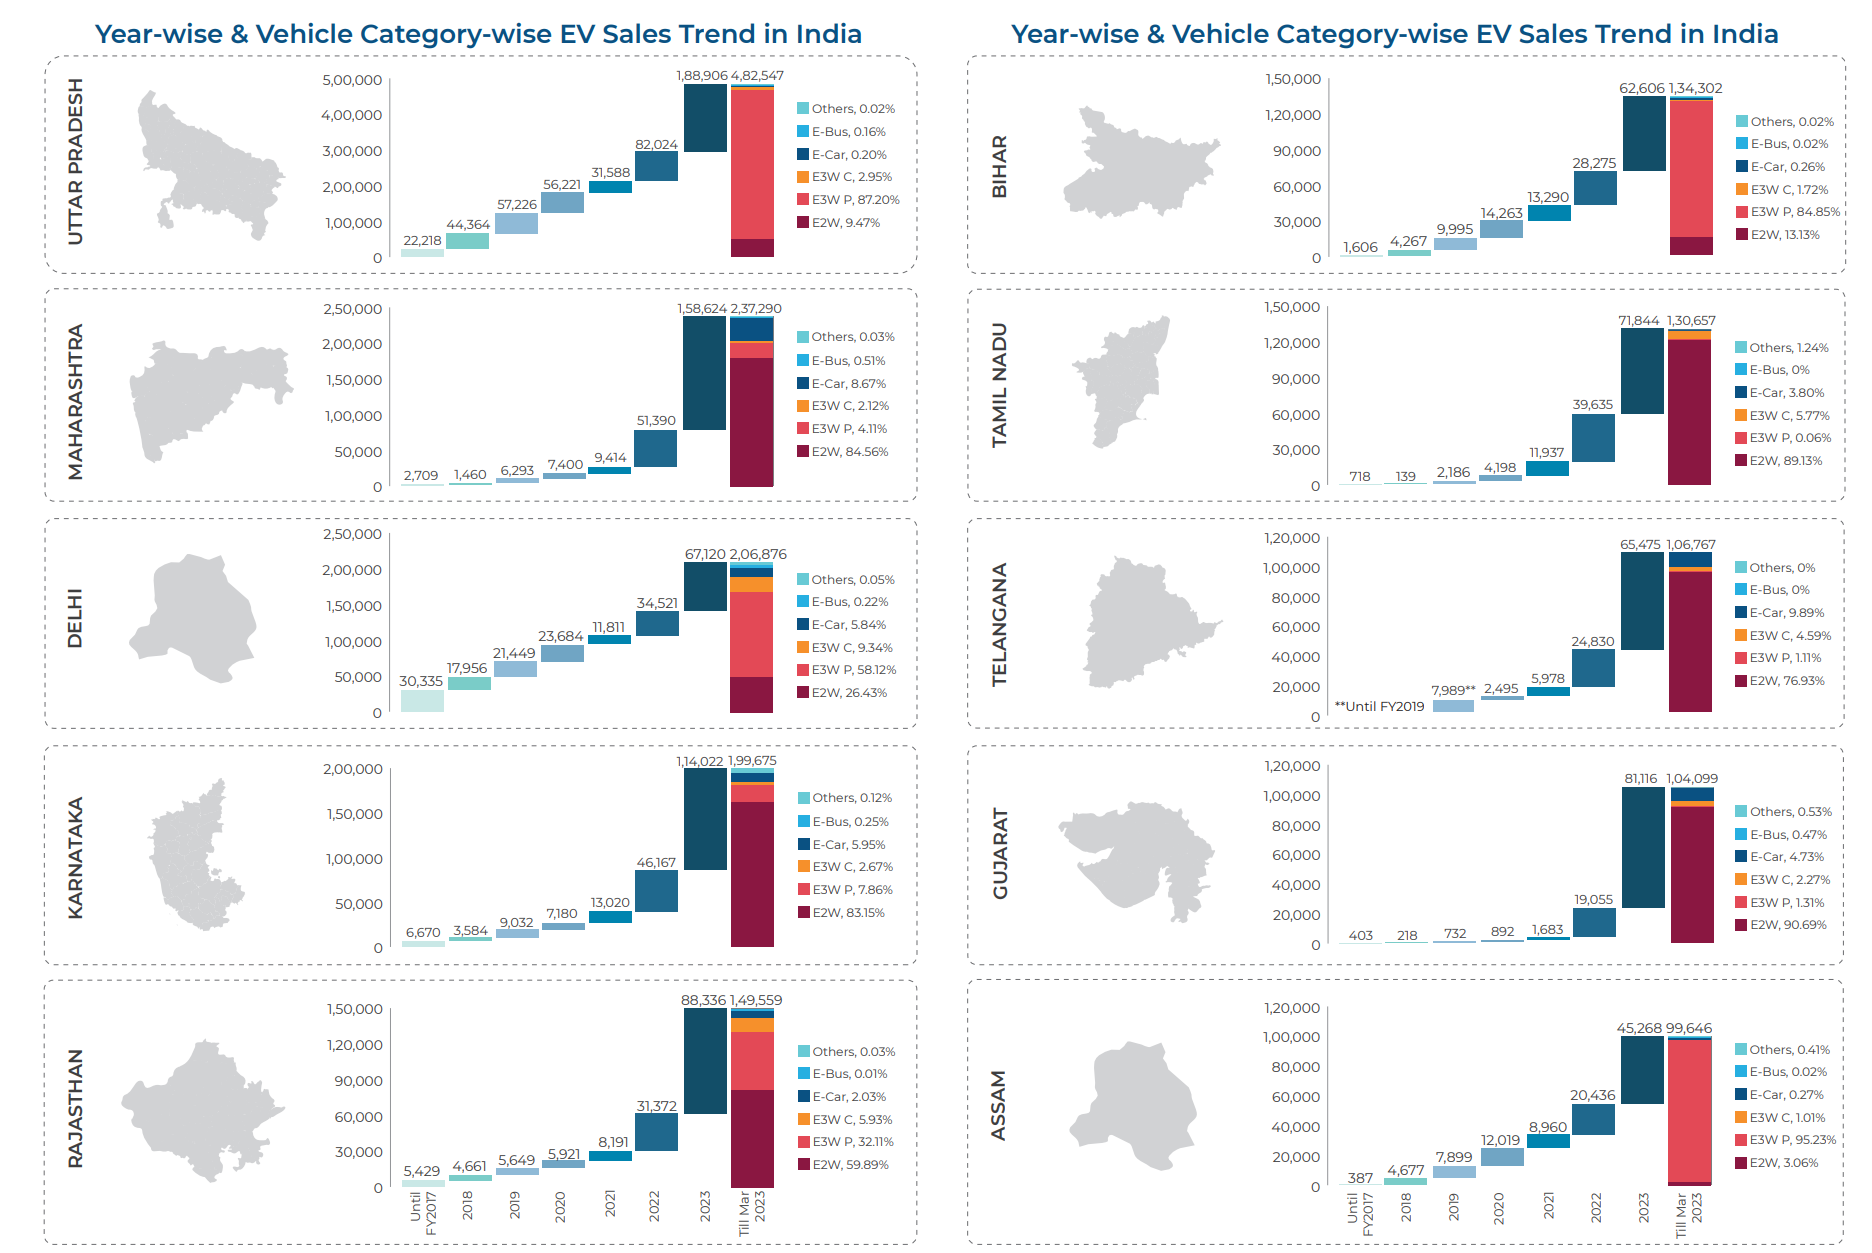 Year-wise & Vehicle Category-wise EV Sales Trend in India
UTTAR PRADESH
5,00,000
4,00,000
3,00,000
2,00,000
1,00,000
0
22,218
44,364
57,226
56,221
31,588
82,024
1,88,906
4,82,547
Others, 0.02%
E-Bus, 0.16%
E-Car, 0.20%
E3W C, 2.95%
E3W P, 87.20%
E2W, 9.47%
MAHARASHTRA
2,50,000
2,00,000
1,50,000
1,00,000
50,000
0
2,709
1,460
6,293
7,400
9,414
51,390
1,58,624
2,37,290
Others, 0.03%
E-Bus, 0.51%
E-Car, 8.67%
E3W C, 2.12%
E3W P, 4.11%
E2W, 84.56%
DELHI
2,50,000
2,00,000
1,50,000
1,00,000
50,000
0
30,335
17,956
21,449
23,684
11,811
34,521
67,120
2,06,876
Others, 0.05%
E-Bus, 0.22%
E-Car, 5.84%
E3W C, 9.34%
E3W P, 58.12%
E2W, 26.43%
KARNATAKA
2,00,000
1,50,000
1,00,000
50,000
0
6,670
3,584
9,032
7,180
13,020
46,167
1,14,022
1,99,675
Others, 0.12%
E-Bus, 0.25%
E-Car, 5.95%
E3W C, 2.67%
E3W P, 7.86%
E2W, 83.15%
RAJASTHAN
1,50,000
1,20,000
90,000
60,000
30,000
0
5,429
4,661
5,649
5,921
8,191
31,372
88,336
1,49,559
Others, 0.03%
E-Bus, 0.01%
E-Car, 2.03%
E3W C, 5.93%
E3W P, 32.11%
E2W, 59.89%
Until
FY2017
2018
2019
2020
2021
2022
2023
Till Mar
2023
Year-wise & Vehicle Category-wise EV Sales Trend in India
BIHAR
1,50,000
1,20,000
90,000
60,000
30,000
0
1,606
4,267
9,995
14,263
13,290
28,275
62,606
1,34,302
Others, 0.02%
E-Bus, 0.02%
E-Car, 0.26%
E3W C, 1.72%
E3W P, 84.85%
E2W, 13.13%
TAMIL NADU
1,50,000
1,20,000
90,000
60,000
30,000
0
718
139
2,186
4,198
11,937
39,635
71,844
1,30,657
Others, 1.24%
E-Bus, 0%
E-Car, 3.80%
E3W C, 5.77%
E3W P, 0.06%
E2W, 89.13%
TELANGANA
1,20,000
1,00,000
80,000
60,000
40,000
20,000
0
**Until FY2019
7,989**
2,495
5,978
24,830
65,475
1,06,767
Others, 0%
E-Bus, 0%
E-Car, 9.89%
E3W C, 4.59%
E3W P, 1.11%
E2W, 76.93%
GUJARAT
1,20,000
1,00,000
80,000
60,000
40,000
20,000
0
403
218
732
892
1,683
19,055
81,116
1,04,099
Others, 0.53%
E-Bus, 0.47%
E-Car, 4.73%
E3W C, 2.27%
E3W P, 1.31%
E2W, 90.69%
ASSAM
1,20,000
1,00,000
80,000
60,000
40,000
20,000
0
387
4,677
7,899
12,019
8,960
20,436
45,268
99,646
Others, 0.41%
E-Bus, 0.02%
E-Car, 0.27%
E3W C, 1.01%
E3W P, 95.23%
E2W, 3.06%
Until
FY2017
2018
2019
2020
2021
2022
2023
Till Mar
2023